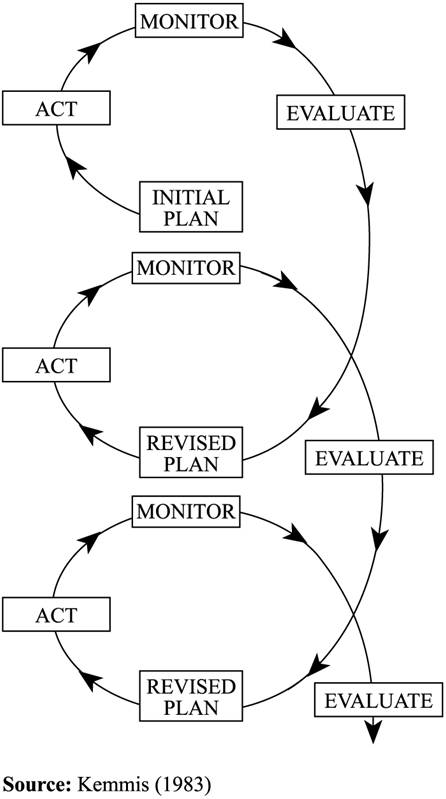 MONITOR
ACT
EVALUATE
INITIAL
PLAN
MONITOR
ACT
REVISED
PLAN
EVALUATE
MONITOR
ACT
REVISED
PLAN
EVALUATE
Source: Kemmis (1983)